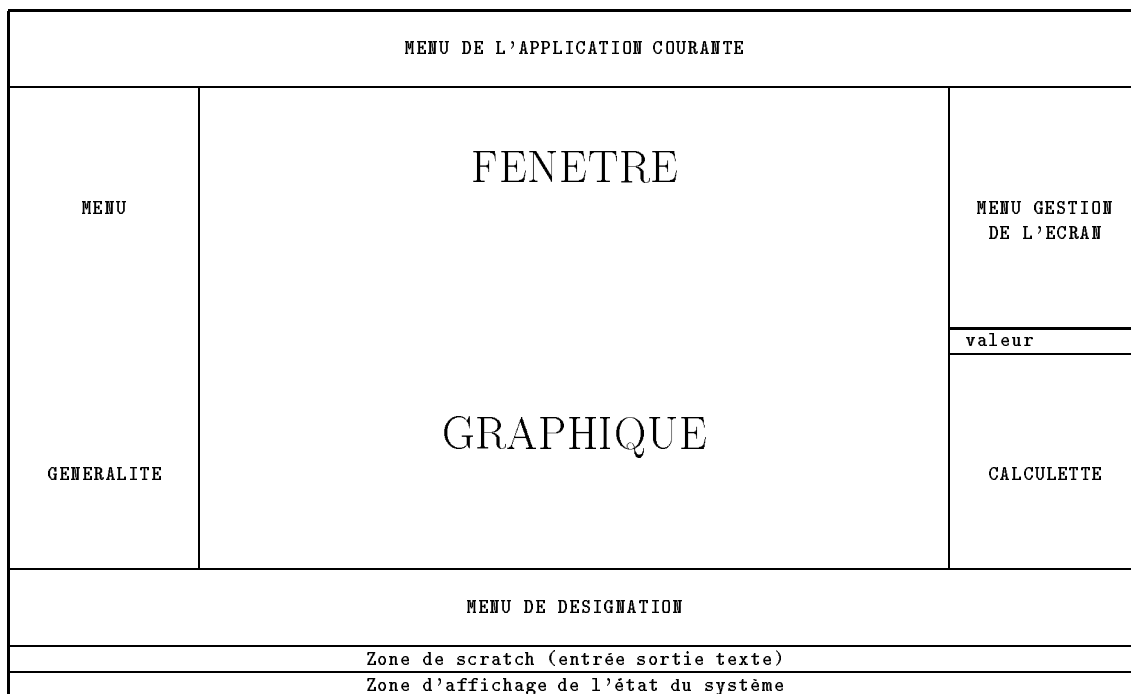 MENU DE L'APPLICATION COURANTE
FENETRE
MENU
MENU GESTION
DE L'ECRAN
valeur
GRAPHIQUE
GENERALITE
CALCULETTE
MENU DE DESIGNATION
Zone de scratch (entrée sortie texte)
Zone d'affichage de l'état du système